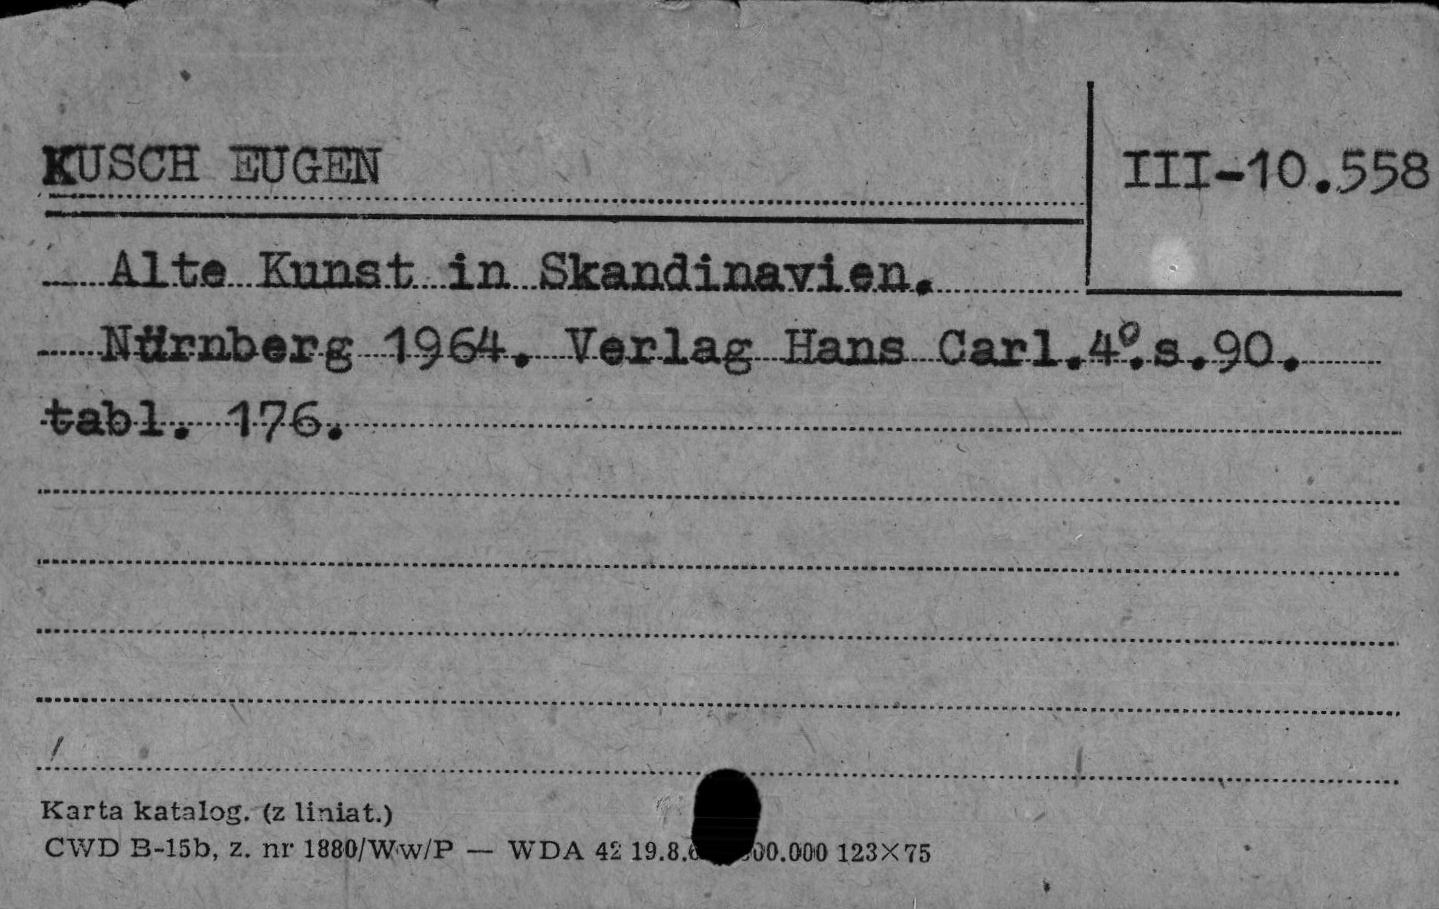 KUSCH EUGEN
III-10.558
Alte Kunst in Skandinavien.
Nürnberg 1964. Verlag Hans Carl.4°.s.90.
tabl. 176.
Karta katalog. (z liniat.)
CWD B-15b, z. nr 1880/Ww/P — WDA 42 19.8.6 00.000 123×75